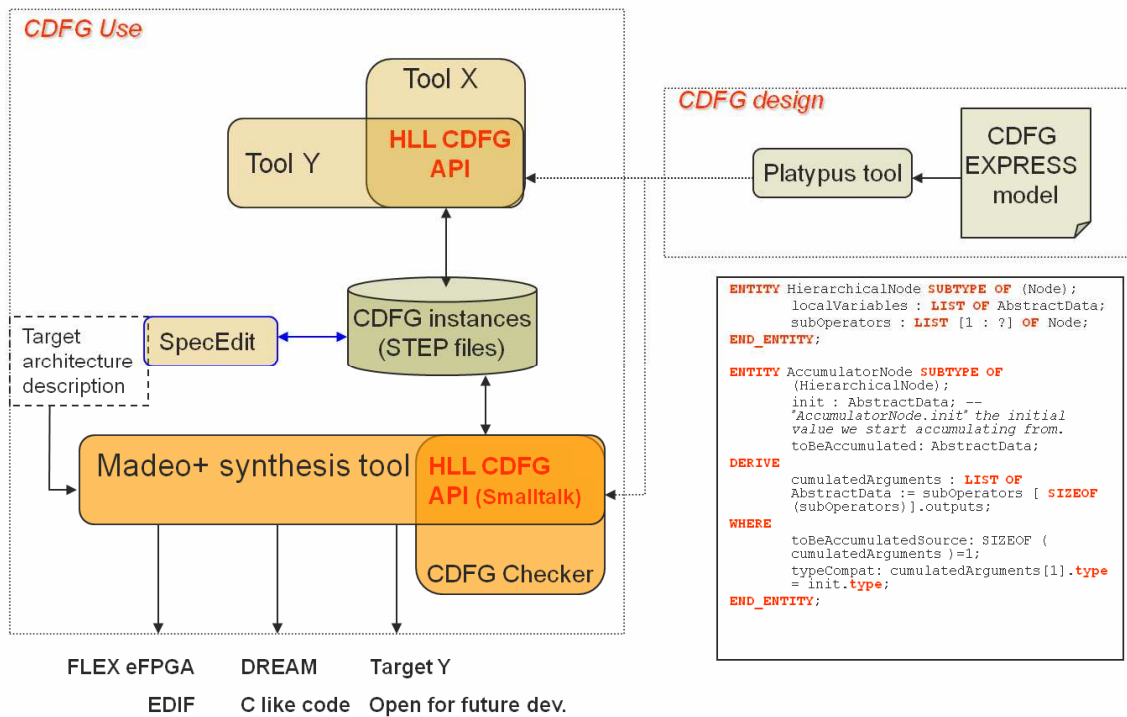 CDFG Use
Tool X
HLL CDFG
API
Tool Y
CDFG design
Platypus tool
CDFG
EXPRESS
model
CDFG instances
(STEP files)
SpecEdit
Target
architecture
description
Madeo+ synthesis tool
HLL CDFG
API (Smalltalk)
CDFG Checker
FLEX eFPGA
DREAM
Target Y
EDIF
C like code
Open for future dev.
ENTITY HierarchicalNode SUBTYPE OF (Node);
localVariables : LIST OF AbstractData;
subOperators : LIST [1 : ?] OF Node;
END_ENTITY;
ENTITY AccumulatorNode SUBTYPE OF
(HierarchicalNode);
init : AbstractData; --
"AccumulatorNode.init" the initial
value we start accumulating from.
toBeAccumulated: AbstractData;
DERIVE
cumulatedArguments : LIST OF
AbstractData := subOperators [ SIZEOF
(subOperators)].outputs;
WHERE
toBeAccumulatedSource: SIZEOF (
cumulatedArguments )=1;
typeCompat: cumulatedArguments[1].type
= init.type;
END_ENTITY;